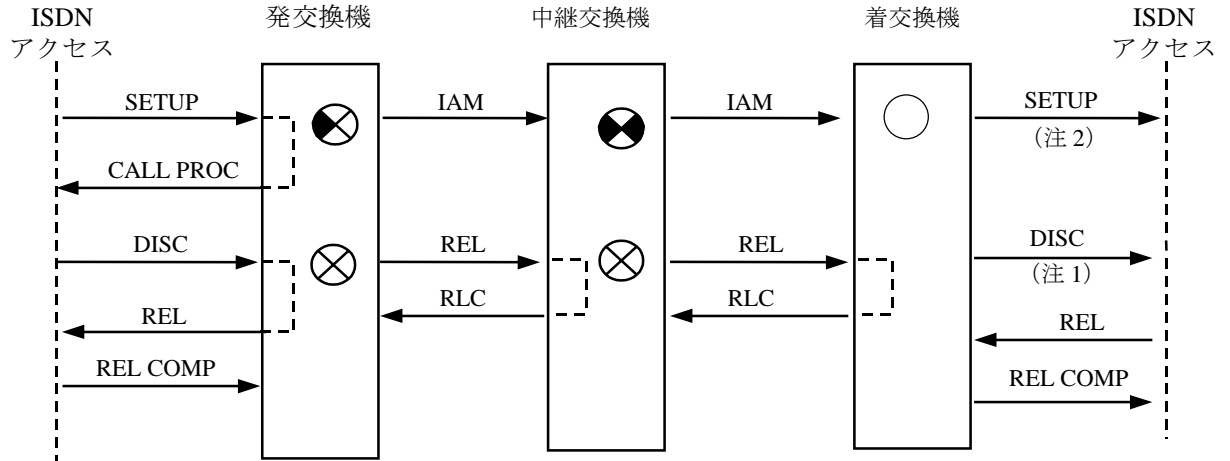 ISDN
アクセス
発交換機
中継交換機
着交換機
ISDN
アクセス
SETUP
IAM
IAM
SETUP
（注 2）
CALL PROC
DISC
REL
REL
DISC
（注 1）
RLC
RLC
REL
REL
REL COMP
REL COMP